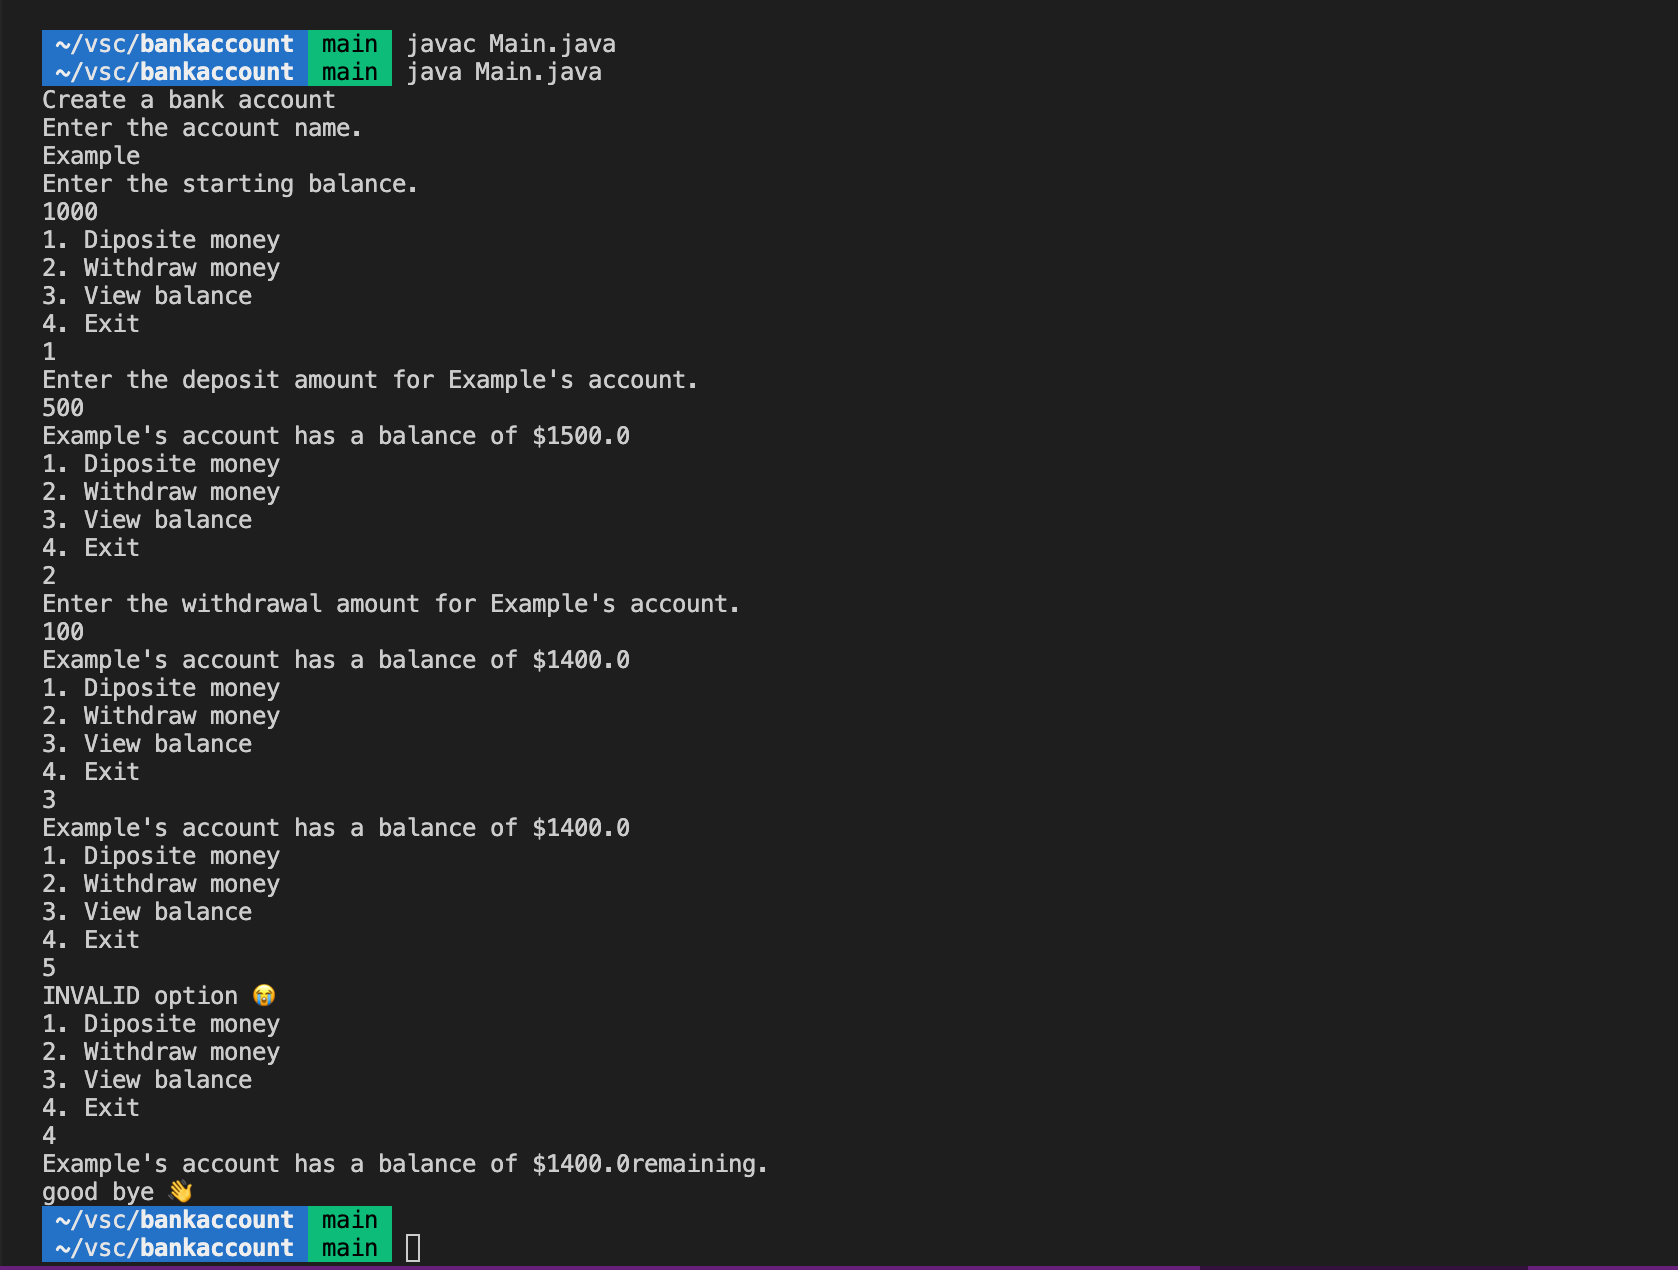 ~/vsc/bankaccount main javac Main.java
~/vsc/bankaccount main java Main.java
Create a bank account
Enter the account name.
Example
Enter the starting balance.
1000
1. Diposite money
2. Withdraw money
3. View balance
4. Exit
1
Enter the deposit amount for Example's account.
500
Example's account has a balance of $1500.0
1. Diposite money
2. Withdraw money
3. View balance
4. Exit
2
Enter the withdrawal amount for Example's account.
100
Example's account has a balance of $1400.0
1. Diposite money
2. Withdraw money
3. View balance
4. Exit
3
Example's account has a balance of $1400.0
1. Diposite money
2. Withdraw money
3. View balance
4. Exit
5
INVALID option 😭
1. Diposite money
2. Withdraw money
3. View balance
4. Exit
4
Example's account has a balance of $1400.0remaining.
good bye 👋
~/vsc/bankaccount main
~/vsc/bankaccount main